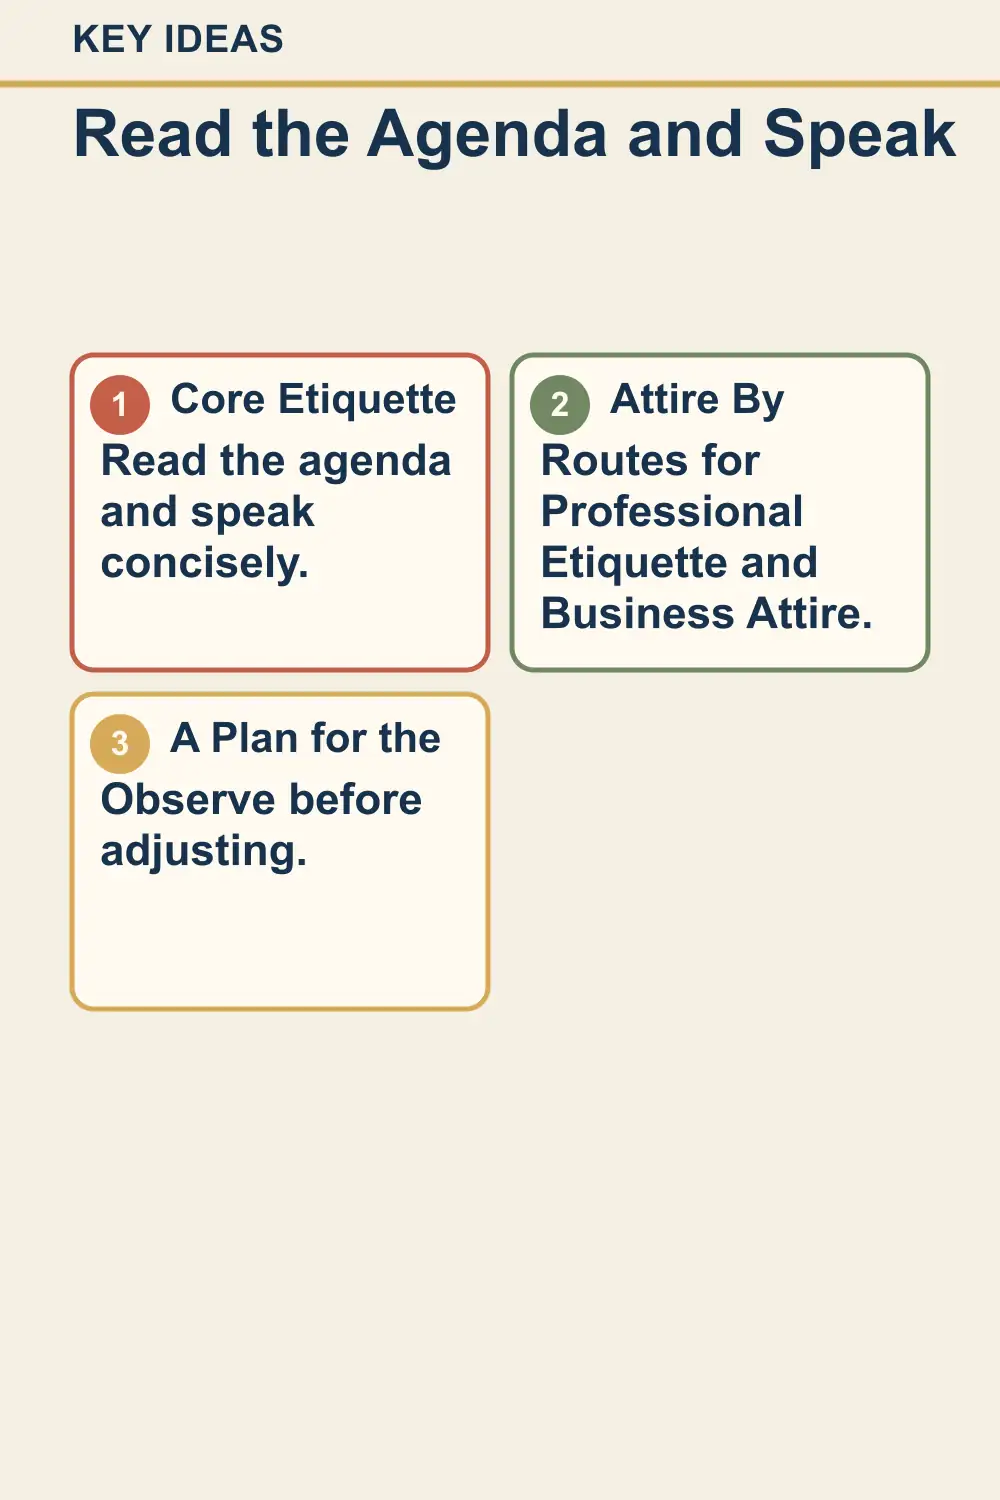 KEY IDEAS
Read the Agenda and Speak
1 Core Etiquette
Read the agenda
and speak
concisely.
2 Attire By
Routes for
Professional
Etiquette and
Business Attire.
3 A Plan for the
Observe before
adjusting.